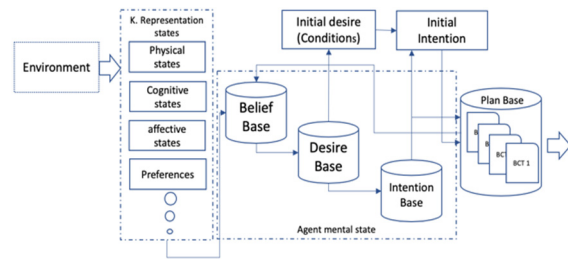 K. Representation
states
Environment
Physical
states
Cognitive
states
affective
states
Preferences
Initial desire
(Conditions)
Initial
Intention
Belief
Base
Desire
Base
Intention
Base
Agent mental state
Plan Base
BCT 1